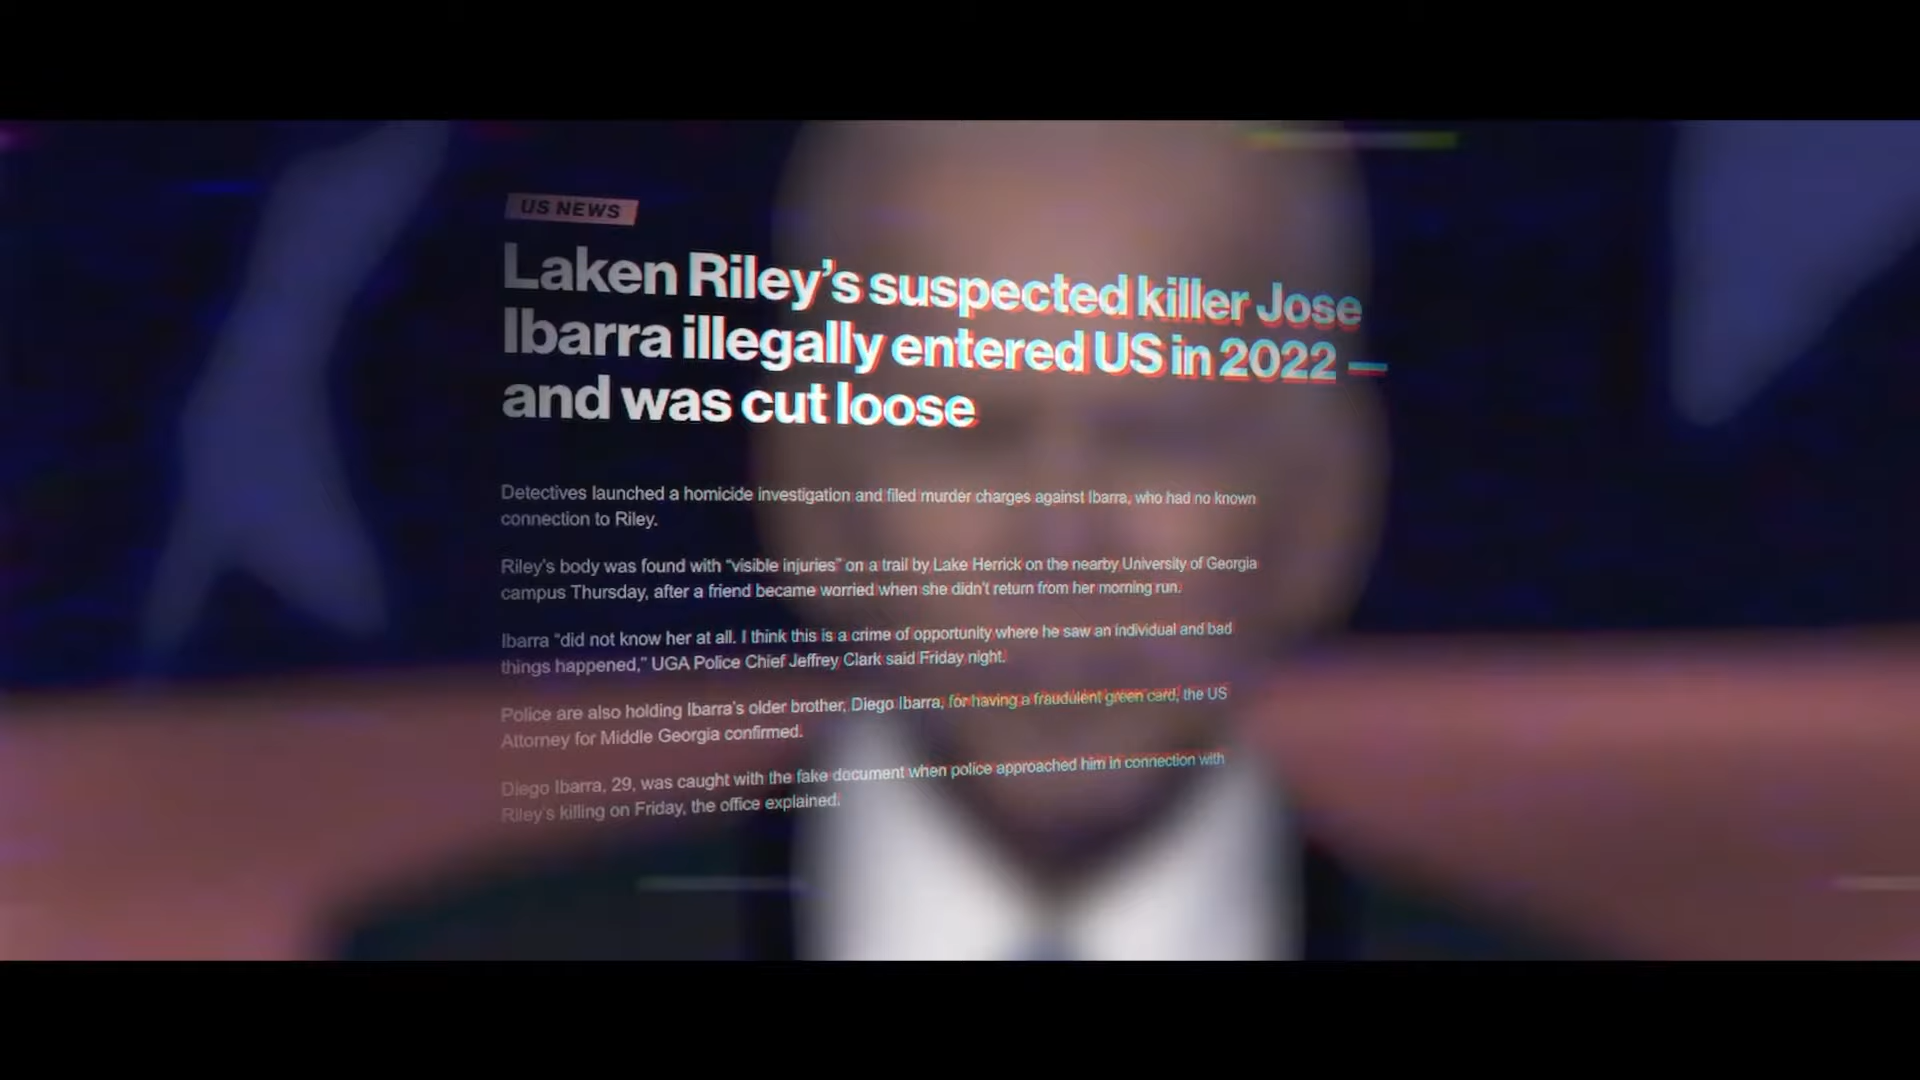 US NEWS
Laken Riley’s suspected killer Jose
Ibarra illegally entered US in 2022 —
and was cut loose
Detectives launched a homicide investigation and filed murder charges against Ibarra, who had no known
connection to Riley.
Riley’s body was found with “visible injuries” on a trail by Lake Herrick on the nearby University of Georgia
campus Thursday, after a friend became worried when she didn’t return from her morning run.
Ibarra “did not know her at all. I think this is a crime of opportunity where he saw an individual and bad
things happened,” UGA Police Chief Jeffrey Clark said Friday night.
Police are also holding Ibarra’s older brother, Diego Ibarra, for having a fraudulent green card, the US
Attorney for Middle Georgia confirmed.
Diego Ibarra, 29, was caught with the fake document when police approached him in connection with
Riley’s killing on Friday, the office explained.